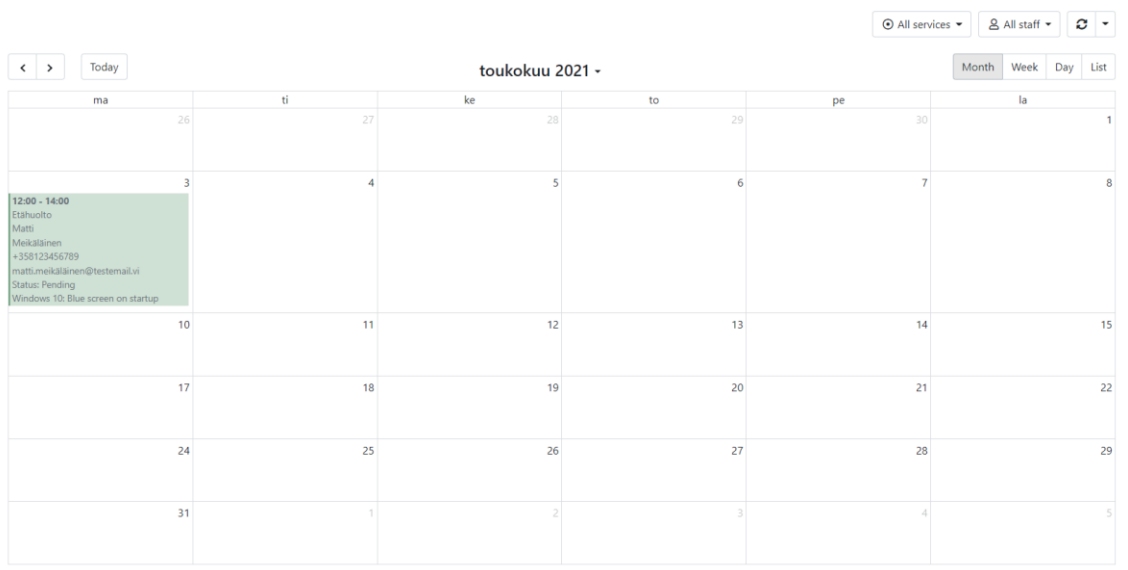 All services All staff
Today toukokuu 2021 Month Week Day List
ma ti ke to pe la
26 27 28 29 30 1
3 4 5 6 7 8
12:00 - 14:00
Etähuolto
Matti
Meikäläinen
+358123456789
matti.meikäläinen@testemail.vi
Status: Pending
Windows 10: Blue screen on startup
10 11 12 13 14 15
17 18 19 20 21 22
24 25 26 27 28 29
31 1 2 3 4 5